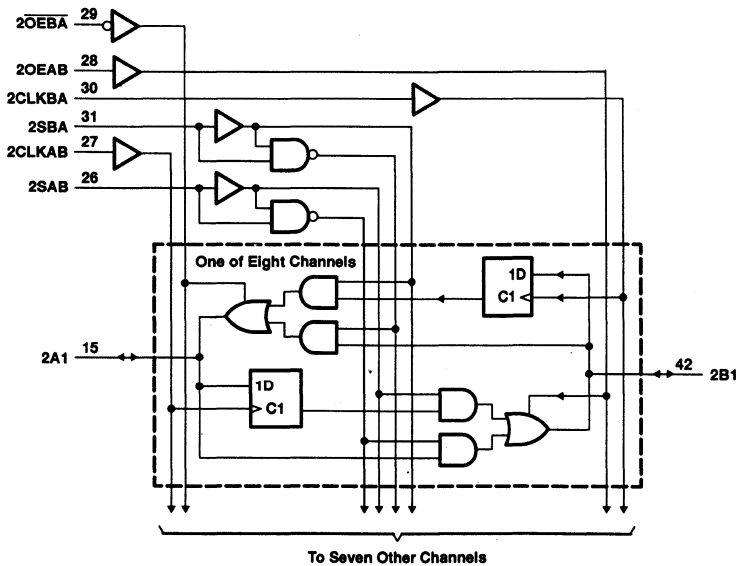 2O̅E̅B̅A̅ 29
2OEAB 28
2CLKBA 30
2SBA 31
2CLKAB 27
2SAB 26
One of Eight Channels
1D
C1
2A1 15
42 2B1
1D
C1
To Seven Other Channels